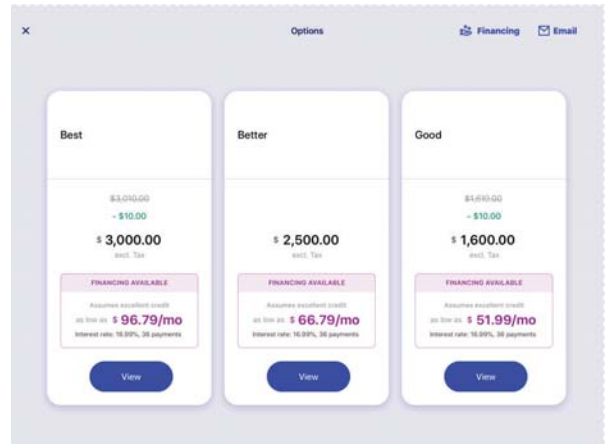 ×
Options
Financing
Email
Best
$3,010.00
- $10.00
$ 3,000.00
excl. Tax
FINANCING AVAILABLE
Assumes excellent credit
as low as $ 96.79/mo
Interest rate: 16.99%, 36 payments
View
Better
$ 2,500.00
excl. Tax
FINANCING AVAILABLE
Assumes excellent credit
as low as $ 66.79/mo
Interest rate: 16.99%, 36 payments
View
Good
$1,610.00
- $10.00
$ 1,600.00
excl. Tax
FINANCING AVAILABLE
Assumes excellent credit
as low as $ 51.99/mo
Interest rate: 16.99%, 36 payments
View